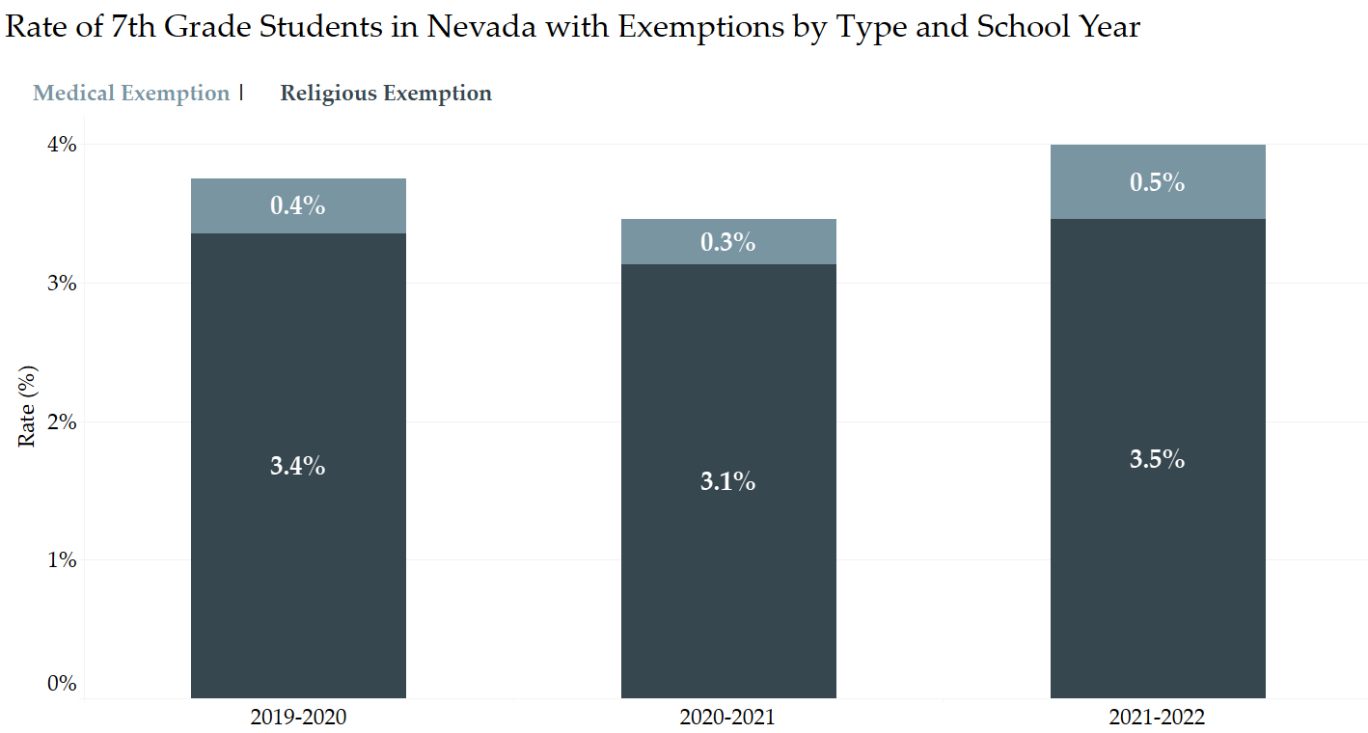 Rate of 7th Grade Students in Nevada with Exemptions by Type and School Year
Medical Exemption | Religious Exemption
4%
0.5%
0.4%
0.3%
3%
Rate (%)
2%
3.4%
3.1%
3.5%
1%
0%
2019-2020 2020-2021 2021-2022